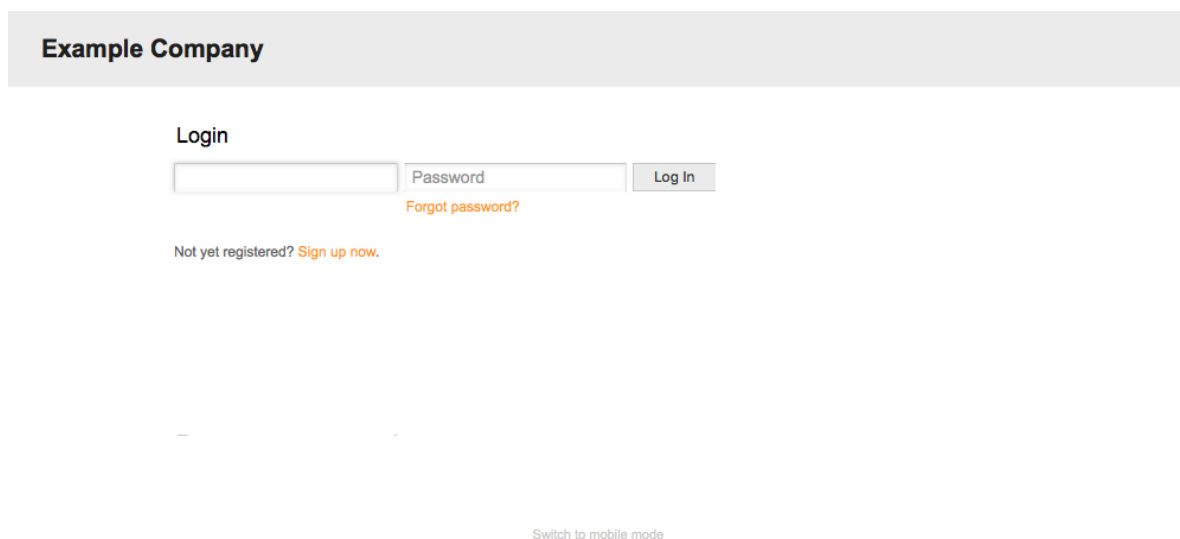 Example Company
Login
Password
Log In
Forgot password?
Not yet registered? Sign up now.
Switch to mobile mode